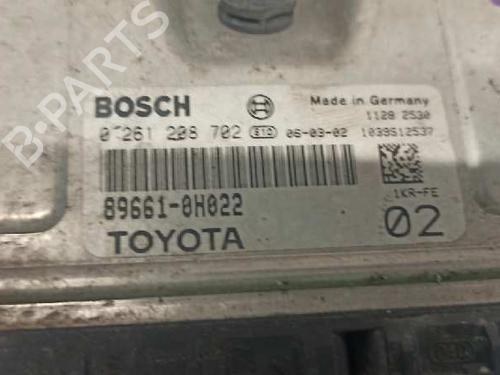 BOSCH
Made in Germany
0 261 208 702 B10 06-03-02
1128 2530
1039S12537
89661-0H022
1KR-FE
TOYOTA
02